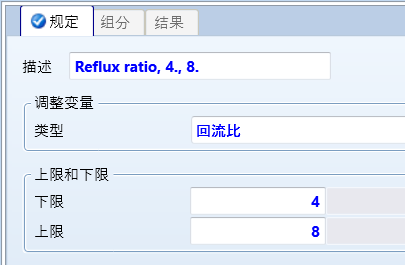 规定 组分 结果
描述 Reflux ratio, 4., 8.
调整变量
类型 回流比
上限和下限
下限 4
上限 8